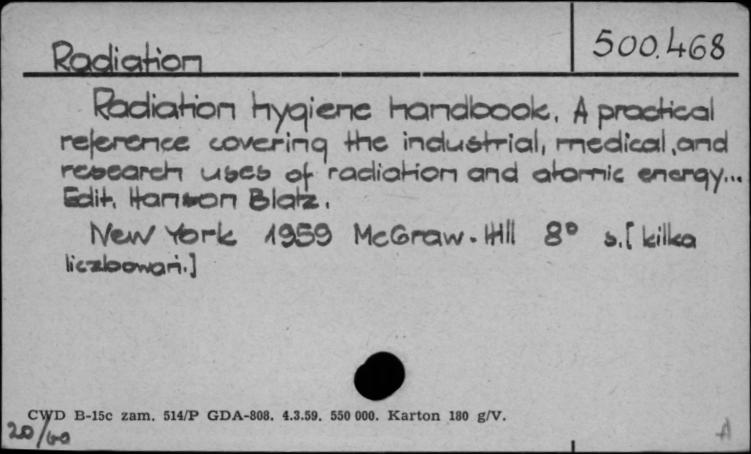 500.468
Radiation
Radiation hygiene handbook. A practical
reference covering the industrial, medical, and
research uses of radiation and atomic energy...
Edit. Hanson Blatz.
New York 1959 McGraw-Hill 8° s.[kilka
liczbowań.]
CWD B-15c zam. 514/P GDA-808. 4.3.59. 550 000. Karton 180 g/V.
20/60
A